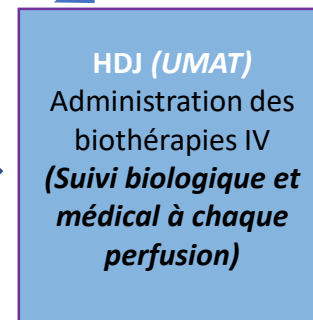 HDJ (UMAT)
Administration des
biothérapies IV
(Suivi biologique et
médical à chaque
perfusion)